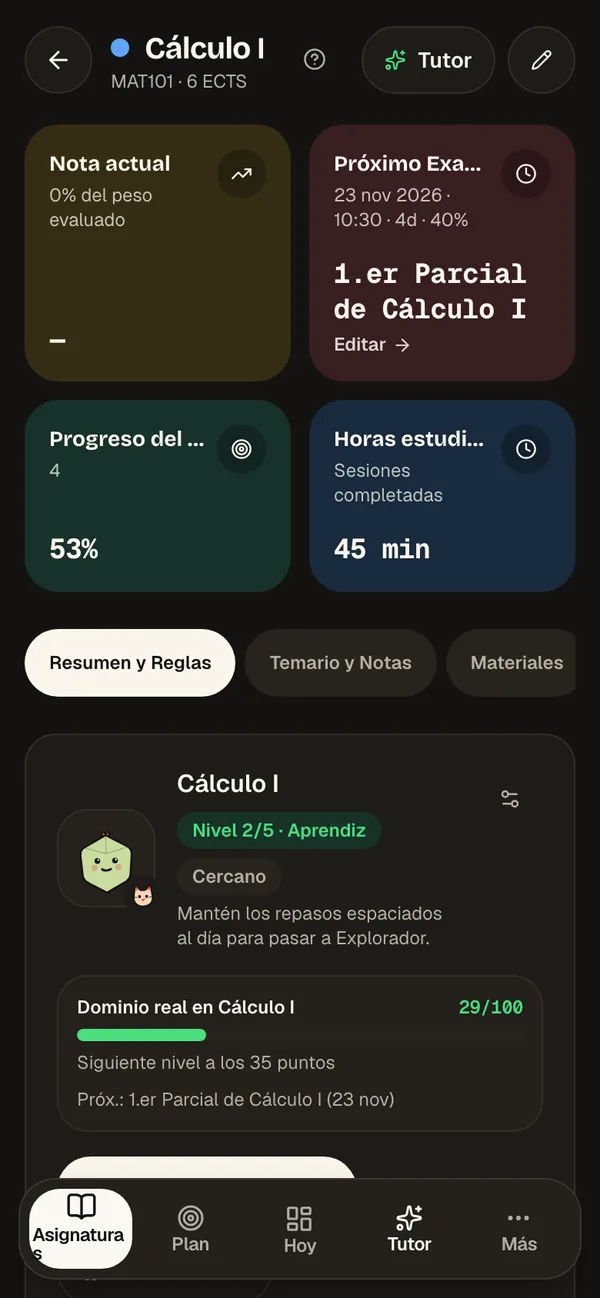 Cálculo I
MAT101 · 6 ECTS
Tutor
Nota actual
0% del peso
evaluado
–
Próximo Exa...
23 nov 2026 ·
10:30 · 4d · 40%
1.er Parcial
de Cálculo I
Editar →
Progreso del ...
4
53%
Horas estudi...
Sesiones
completadas
45 min
Resumen y Reglas
Temario y Notas
Materiales
Cálculo I
Nivel 2/5 · Aprendiz
Cercano
Mantén los repasos espaciados
al día para pasar a Explorador.
Dominio real en Cálculo I
29/100
Siguiente nivel a los 35 puntos
Próx.: 1.er Parcial de Cálculo I (23 nov)
Asignatura
s
Plan
Hoy
Tutor
Más